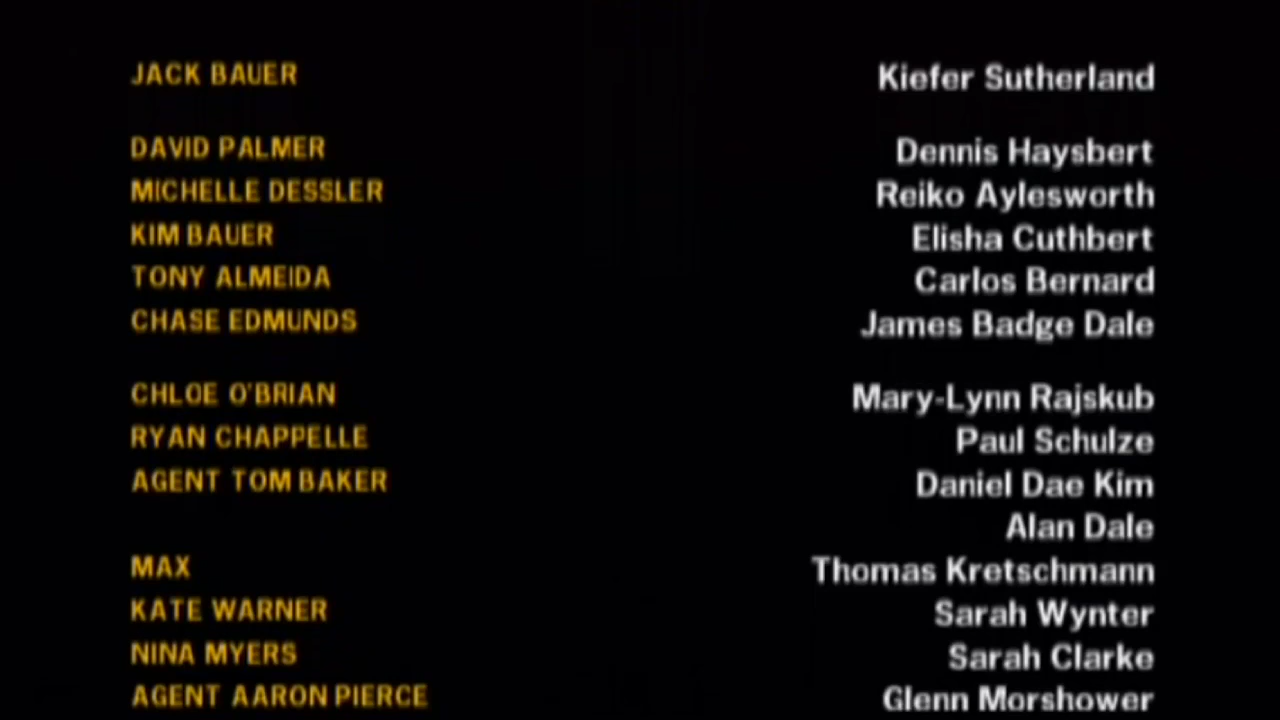 JACK BAUER Kiefer Sutherland
DAVID PALMER Dennis Haysbert
MICHELLE DESSLER Reiko Aylesworth
KIM BAUER Elisha Cuthbert
TONY ALMEIDA Carlos Bernard
CHASE EDMUNDS James Badge Dale
CHLOE O'BRIAN Mary-Lynn Rajskub
RYAN CHAPPELLE Paul Schulze
AGENT TOM BAKER Daniel Dae Kim
Alan Dale
MAX Thomas Kretschmann
KATE WARNER Sarah Wynter
NINA MYERS Sarah Clarke
AGENT AARON PIERCE Glenn Morshower